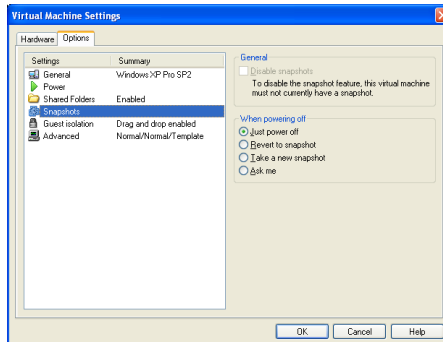 Virtual Machine Settings
Hardware Options
Settings Summary
General Windows XP Pro SP2
Power
Shared Folders Enabled
Snapshots
Guest isolation Drag and drop enabled
Advanced Normal/Normal/Template
General
Disable snapshots
To disable the snapshot feature, this virtual machine
must not currently have a snapshot.
When powering off
Just power off
Revert to snapshot
Take a new snapshot
Ask me
OK Cancel Help